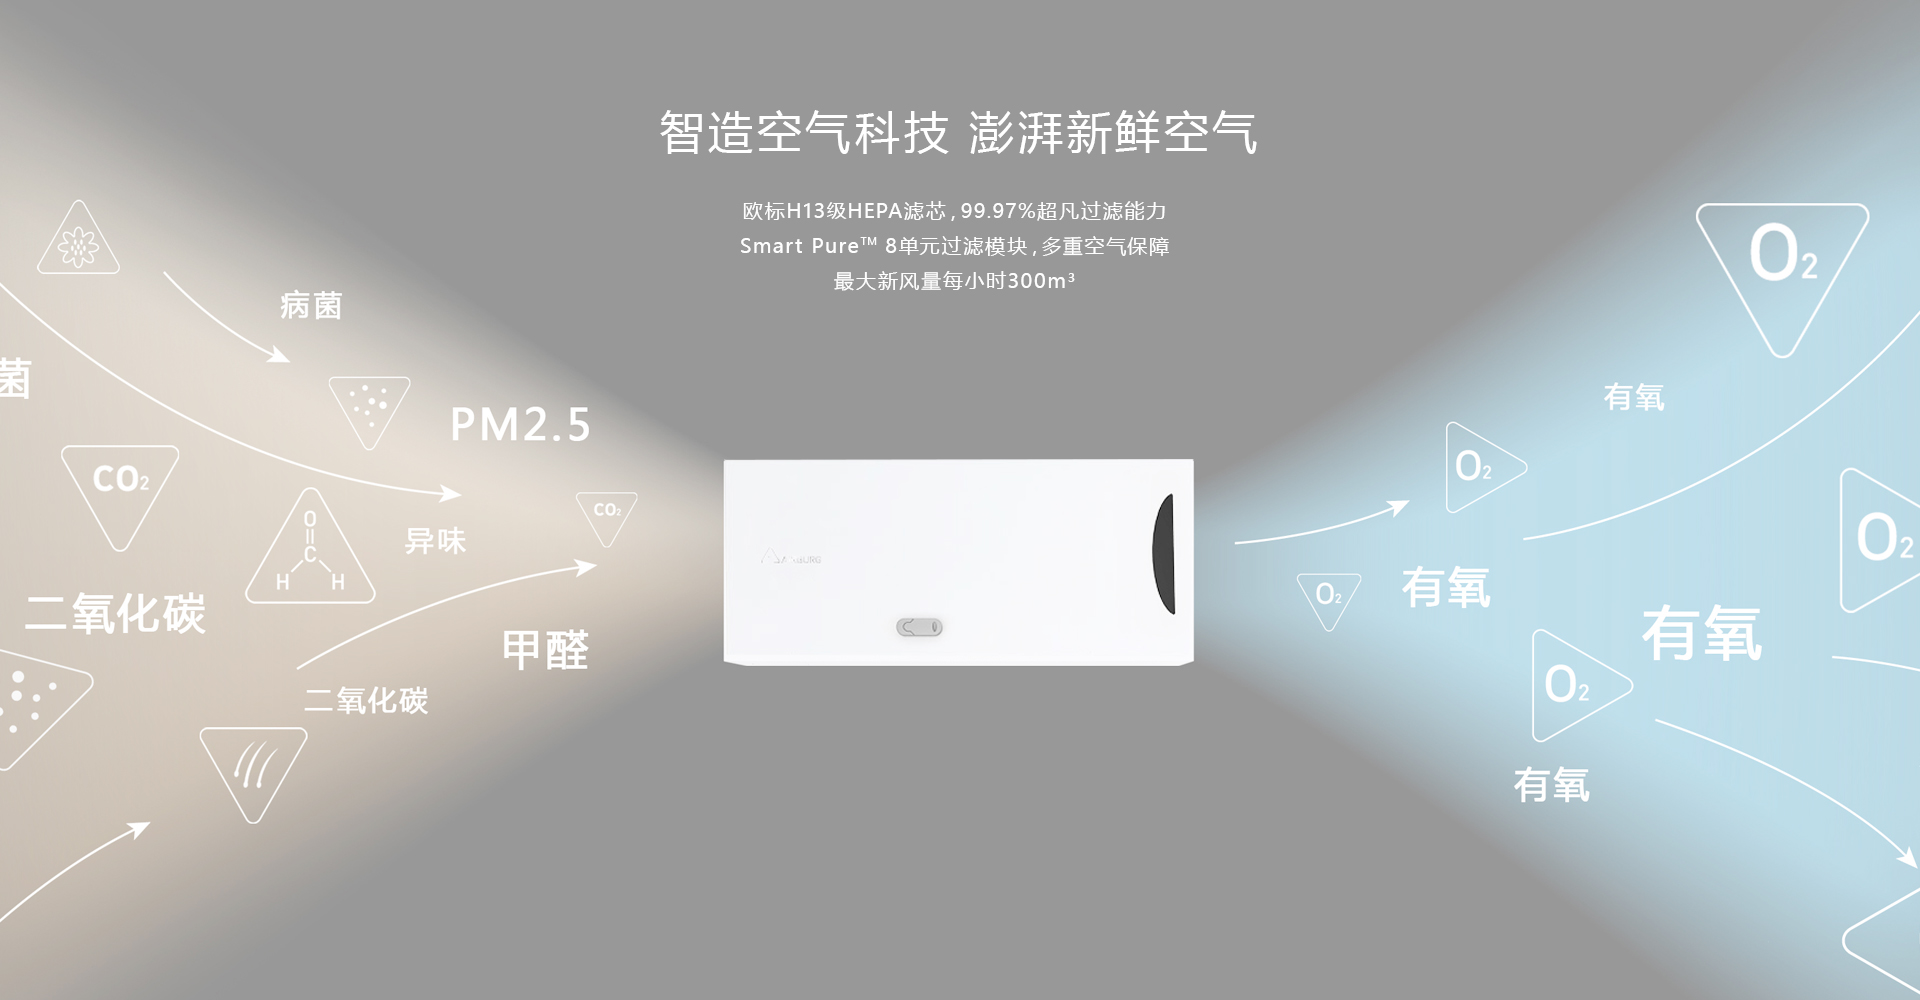 智造空气科技 澎湃新鲜空气
欧标H13级HEPA滤芯,99.97%超凡过滤能力
Smart Pure™ 8单元过滤模块,多重空气保障
最大新风量每小时300m³
病菌
菌
PM2.5
CO₂
CO₂
O
C
H H
异味
二氧化碳
甲醛
二氧化碳
O₂
有氧
O₂
O₂
O₂
有氧
有氧
O₂
有氧